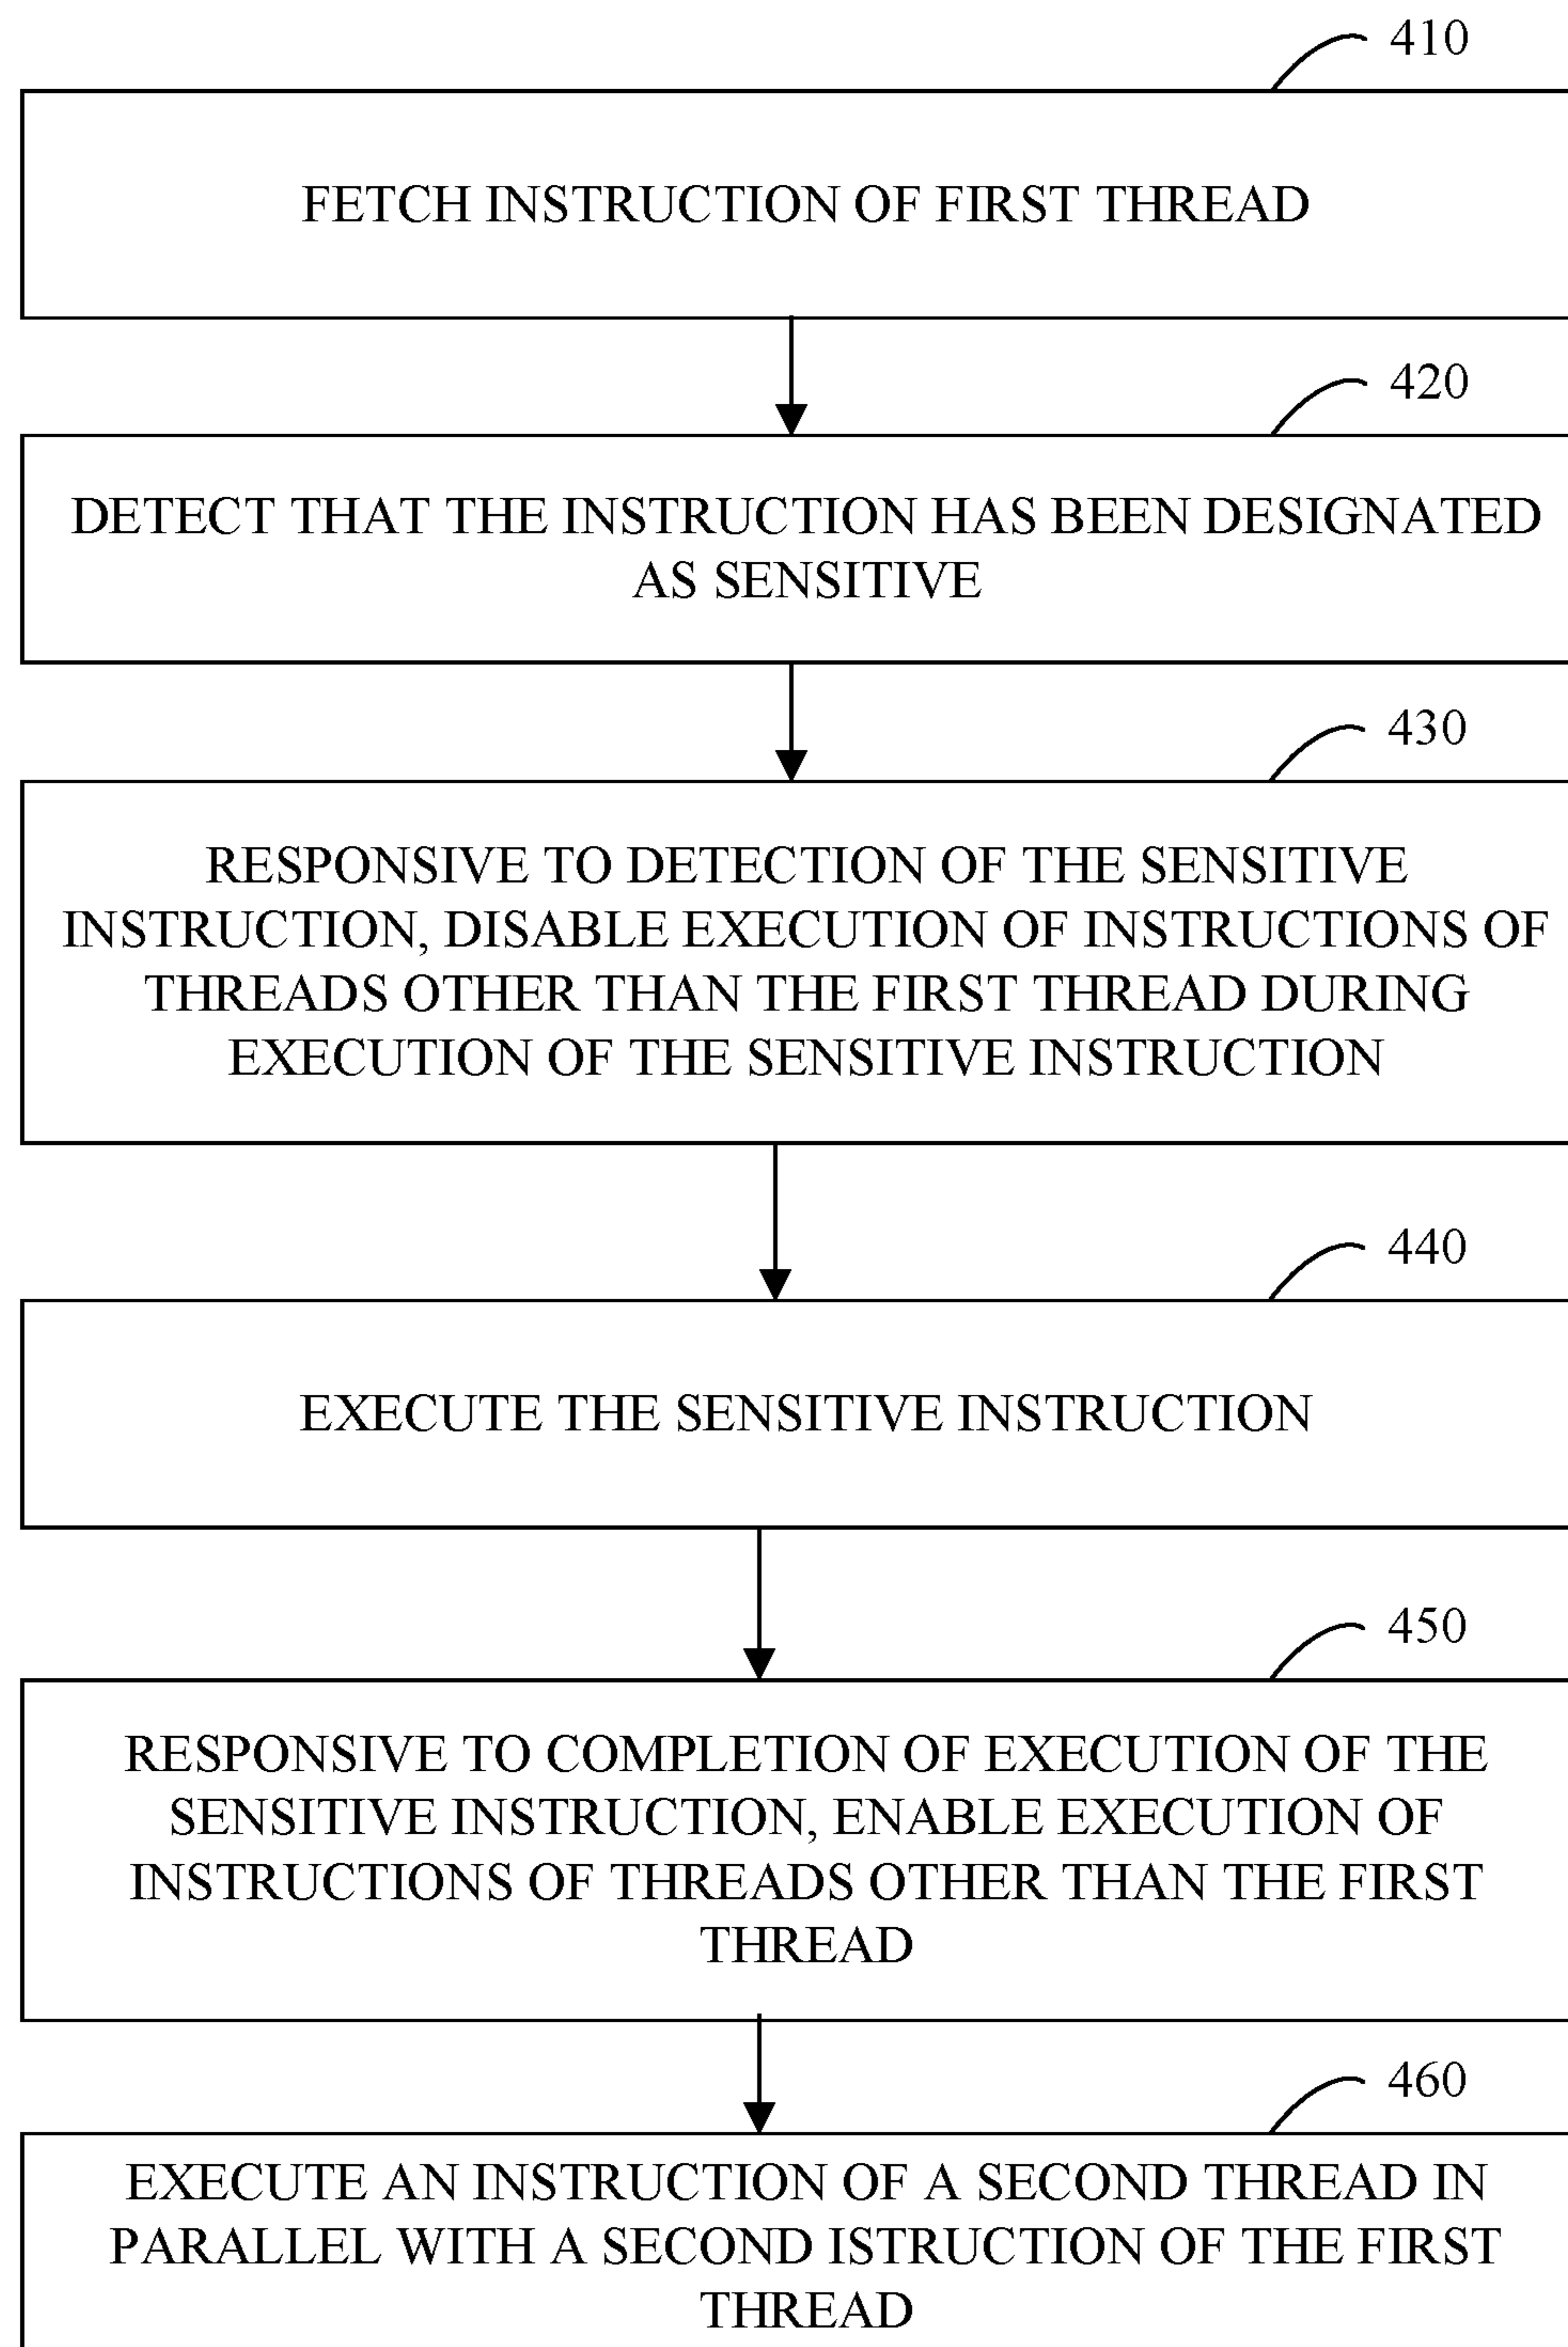 410
FETCH INSTRUCTION OF FIRST THREAD
420
DETECT THAT THE INSTRUCTION HAS BEEN DESIGNATED
AS SENSITIVE
430
RESPONSIVE TO DETECTION OF THE SENSITIVE
INSTRUCTION, DISABLE EXECUTION OF INSTRUCTIONS OF
THREADS OTHER THAN THE FIRST THREAD DURING
EXECUTION OF THE SENSITIVE INSTRUCTION
440
EXECUTE THE SENSITIVE INSTRUCTION
450
RESPONSIVE TO COMPLETION OF EXECUTION OF THE
SENSITIVE INSTRUCTION, ENABLE EXECUTION OF
INSTRUCTIONS OF THREADS OTHER THAN THE FIRST
THREAD
460
EXECUTE AN INSTRUCTION OF A SECOND THREAD IN
PARALLEL WITH A SECOND ISTRUCTION OF THE FIRST
THREAD